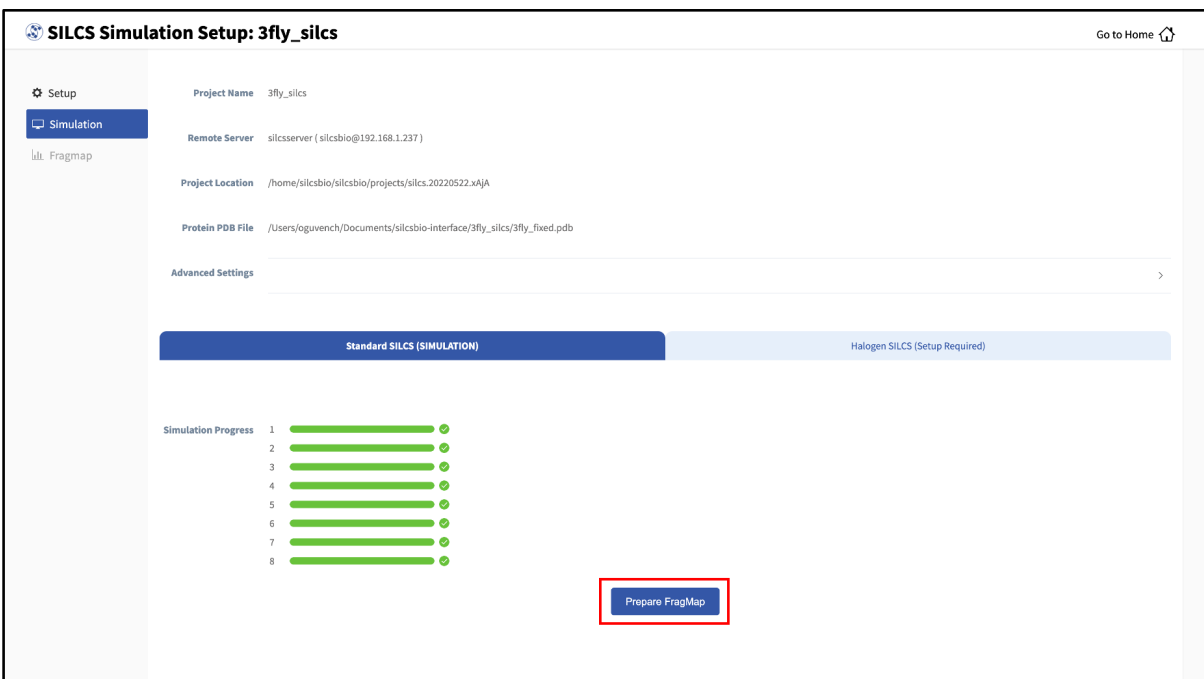 SILCS Simulation Setup: 3fly_silcs
Go to Home
Setup
Simulation
Fragmap
Project Name 3fly_silcs
Remote Server silcsserver ( silcsbio@192.168.1.237 )
Project Location /home/silcsbio/silcsbio/projects/silcs.20220522.xAjA
Protein PDB File /Users/oguvench/Documents/silcsbio-interface/3fly_silcs/3fly_fixed.pdb
Advanced Settings
Standard SILCS (SIMULATION) Halogen SILCS (Setup Required)
Simulation Progress 1
2
3
4
5
6
7
8
Prepare FragMap